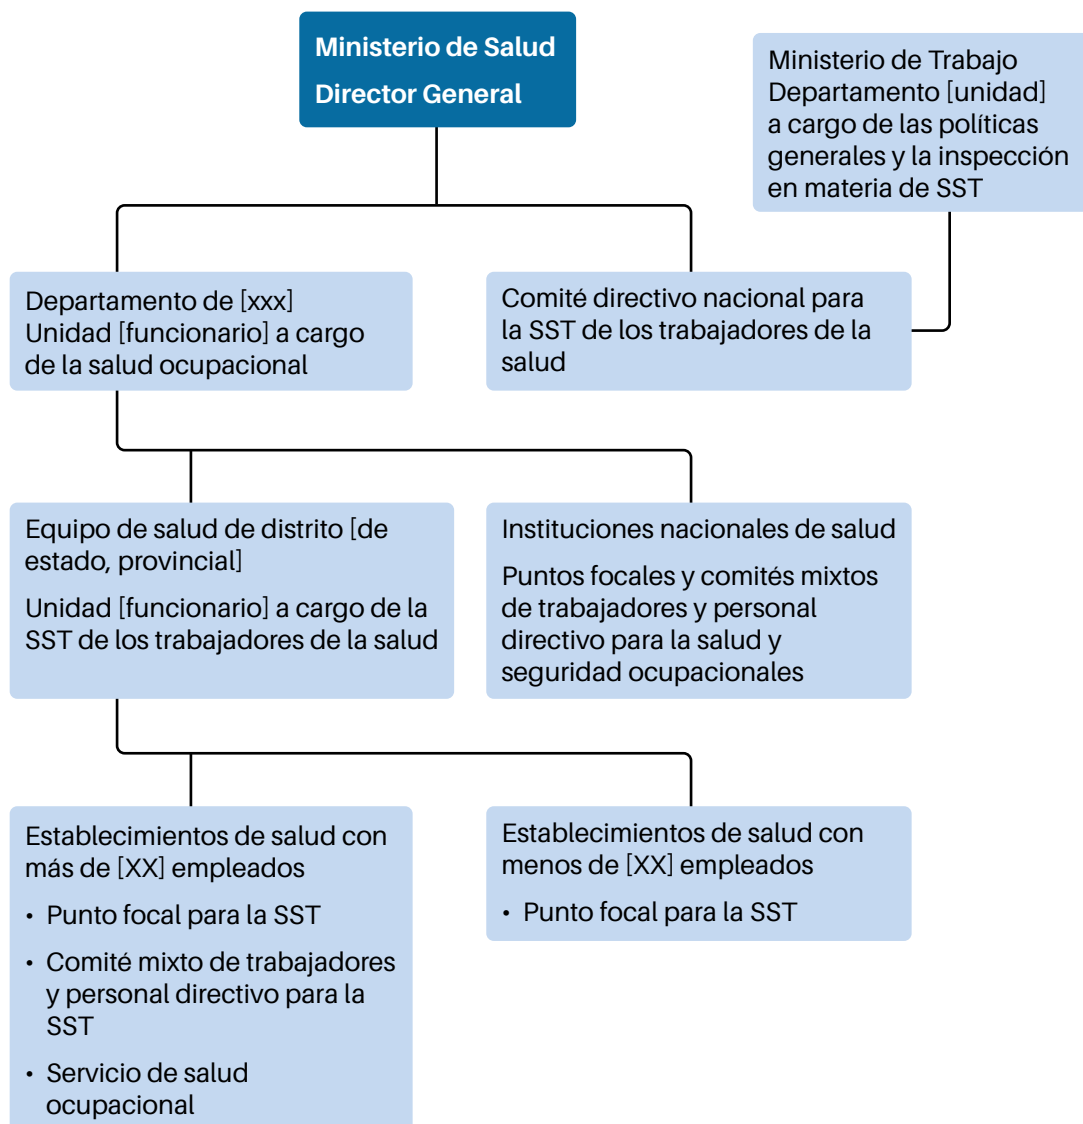 Ministerio de Salud
Director General
Ministerio de Trabajo
Departamento [unidad]
a cargo de las políticas
generales y la inspección
en materia de SST
Departamento de [xxx]
Unidad [funcionario] a cargo
de la salud ocupacional
Comité directivo nacional para
la SST de los trabajadores de la
salud
Equipo de salud de distrito [de
estado, provincial]
Unidad [funcionario] a cargo de la
SST de los trabajadores de la salud
Instituciones nacionales de salud
Puntos focales y comités mixtos
de trabajadores y personal
directivo para la salud y
seguridad ocupacionales
Establecimientos de salud con
más de [XX] empleados
• Punto focal para la SST
• Comité mixto de trabajadores
y personal directivo para la
SST
• Servicio de salud
ocupacional
Establecimientos de salud con
menos de [XX] empleados
• Punto focal para la SST